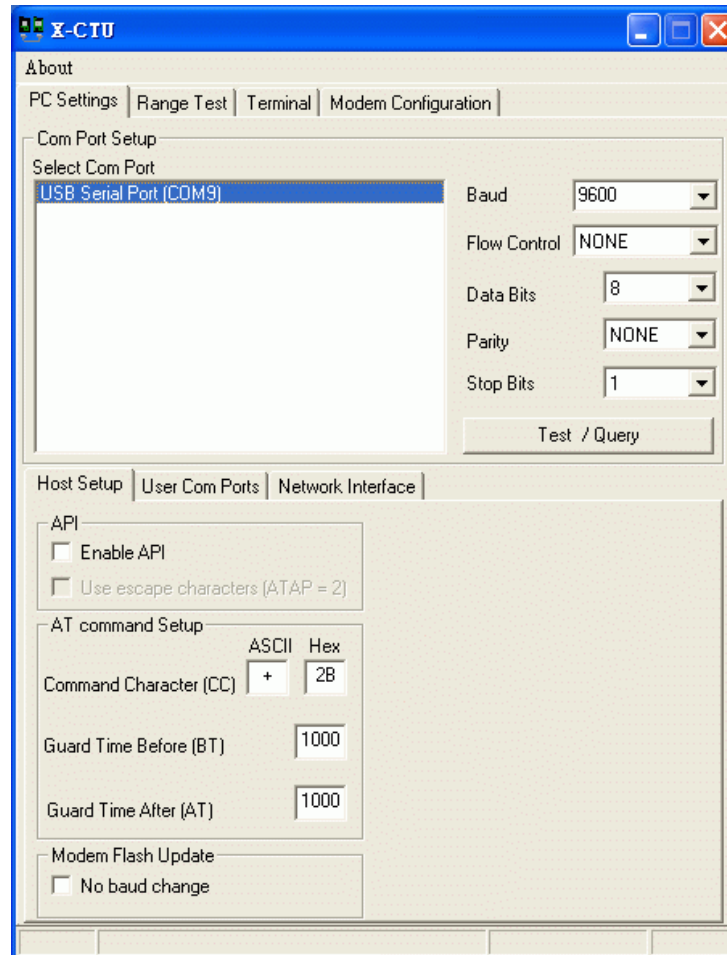 X-CTU
About
PC Settings Range Test Terminal Modem Configuration
Com Port Setup
Select Com Port
USB Serial Port (COM9)
Baud 9600
Flow Control NONE
Data Bits 8
Parity NONE
Stop Bits 1
Test / Query
Host Setup User Com Ports Network Interface
API
Enable API
Use escape characters (ATAP = 2)
AT command Setup
ASCII Hex
Command Character (CC) + 2B
Guard Time Before (BT) 1000
Guard Time After (AT) 1000
Modem Flash Update
No baud change